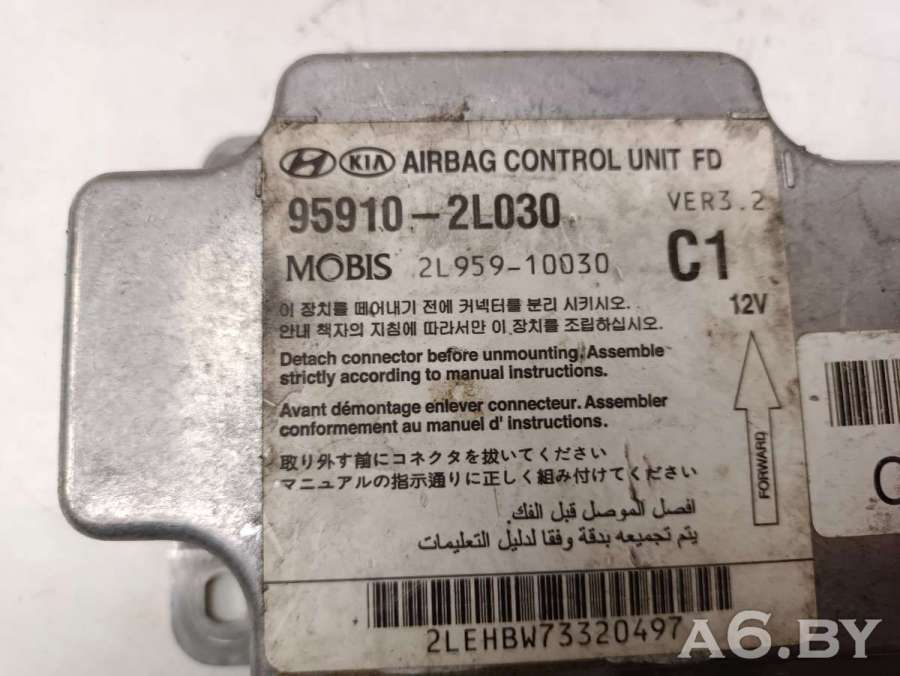 HYUNDAI KIA AIRBAG CONTROL UNIT FD
95910-2L030
VER3.2
MOBIS 2L959-10030
C1
12V
이 장치를 떼어내기 전에 커넥터를 분리 시키시오.
안내 책자의 지침에 따라서만 이 장치를 조립하십시오.
Detach connector before unmounting. Assemble
strictly according to manual instructions.
Avant démontage enlever connecteur. Assembler
conformement au manuel d' instructions.
取り外す前にコネクタを抜いてください
マニュアルの指示通りに正しく組み付けてください
افصل الموصل قبل الفك.
يتم تجميعه بدقة وفقا لدليل التعليمات
FORWARD
2LEHBW73320497
A6.BY